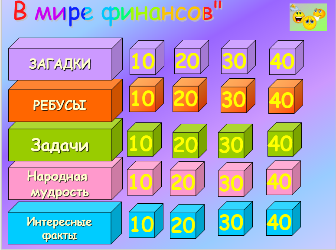 В мире финансов"
ЗАГАДКИ 10 20 30 40
РЕБУСЫ 10 20 30 40
Задачи 10 20 30 40
Народная
мудрость 10 20 30 40
Интересные
факты 10 20 30 40